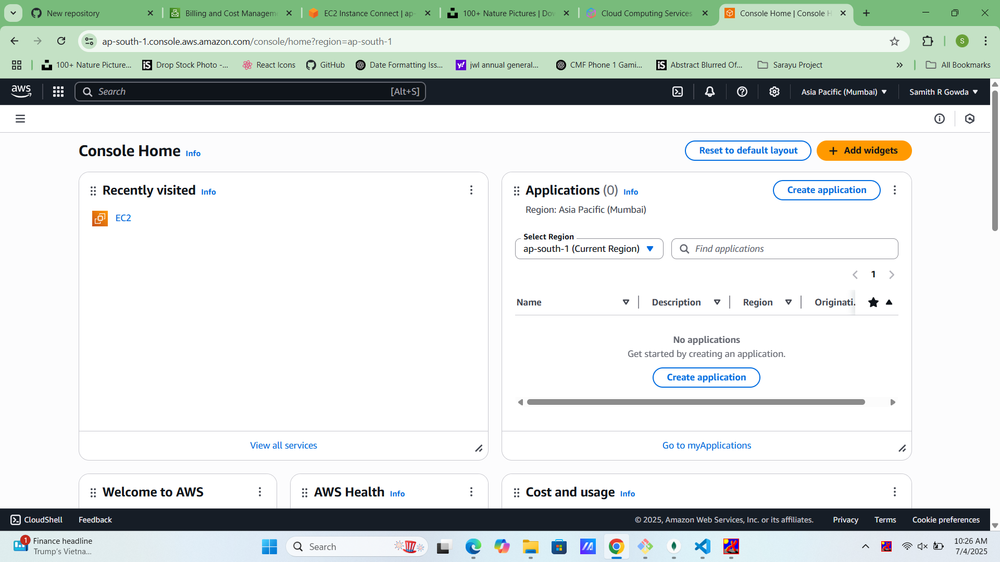 New repository
Billing and Cost Manageme
EC2 Instance Connect | ap-
100+ Nature Pictures | Dow
Cloud Computing Services
Console Home | Console H
ap-south-1.console.aws.amazon.com/console/home?region=ap-south-1
S
100+ Nature Picture...
Drop Stock Photo -...
React Icons
GitHub
Date Formatting Iss...
jwl annual general...
CMF Phone 1 Gami...
Abstract Blurred Of...
Sarayu Project
All Bookmarks
aws
Search
[Alt+S]
Asia Pacific (Mumbai)
Samith R Gowda
Console Home Info
Reset to default layout
Add widgets
Recently visited Info
EC2
View all services
Applications (0) Info
Create application
Region: Asia Pacific (Mumbai)
Select Region
ap-south-1 (Current Region)
Find applications
1
Name
Description
Region
Originati.
No applications
Get started by creating an application.
Create application
Go to myApplications
Welcome to AWS
AWS Health Info
Cost and usage Info
CloudShell
Feedback
© 2025, Amazon Web Services, Inc. or its affiliates.
Privacy
Terms
Cookie preferences
1
Finance headline
Trump's Vietna...
Search
10:26 AM
7/4/2025